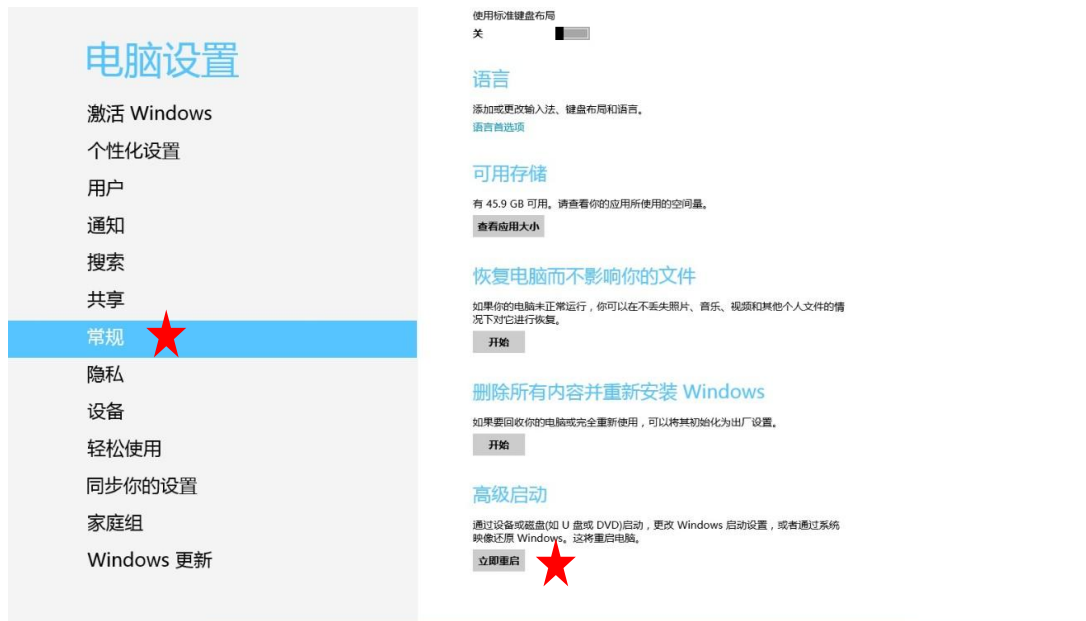 电脑设置
激活 Windows
个性化设置
用户
通知
搜索
共享
常规
隐私
设备
轻松使用
同步你的设置
家庭组
Windows 更新
使用标准键盘布局
关
语言
添加或更改输入法、键盘布局和语言。
语言首选项
可用存储
有 45.9 GB 可用。请查看你的应用所使用的空间量。
查看应用大小
恢复电脑而不影响你的文件
如果你的电脑未正常运行，你可以在不丢失照片、音乐、视频和其他个人文件的情
况下对它进行恢复。
开始
删除所有内容并重新安装 Windows
如果要回收你的电脑或完全重新使用，可以将其初始化为出厂设置。
开始
高级启动
通过设备或磁盘(如 U 盘或 DVD)启动，更改 Windows 启动设置，或者通过系统
映像还原 Windows。这将重启电脑。
立即重启